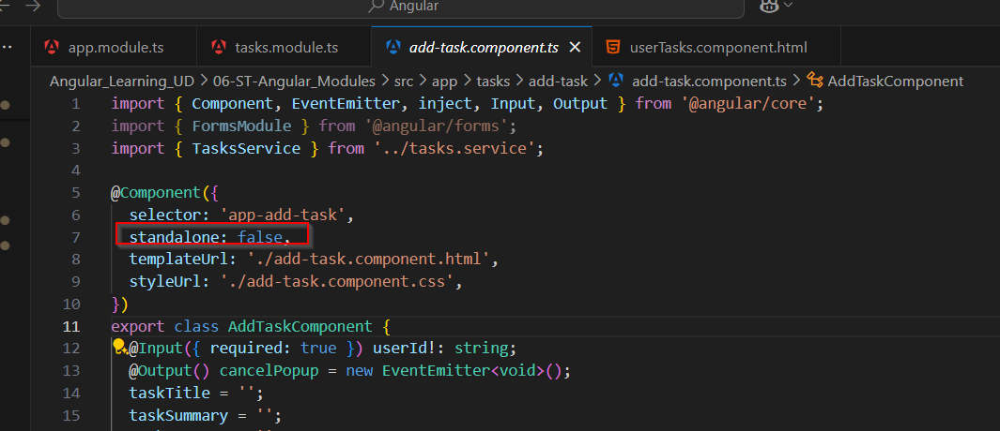 Angular
app.module.ts
tasks.module.ts
add-task.component.ts
userTasks.component.html
Angular_Learning_UD > 06-ST-Angular_Modules > src > app > tasks > add-task > add-task.component.ts > AddTaskComponent
1 import { Component, EventEmitter, inject, Input, Output } from '@angular/core';
2 import { FormsModule } from '@angular/forms';
3 import { TasksService } from '../tasks.service';
4
5 @Component({
6   selector: 'app-add-task',
7   standalone: false,
8   templateUrl: './add-task.component.html',
9   styleUrl: './add-task.component.css',
10 })
11 export class AddTaskComponent {
12   @Input({ required: true }) userId!: string;
13   @Output() cancelPopup = new EventEmitter<void>();
14   taskTitle = '';
15   taskSummary = '';